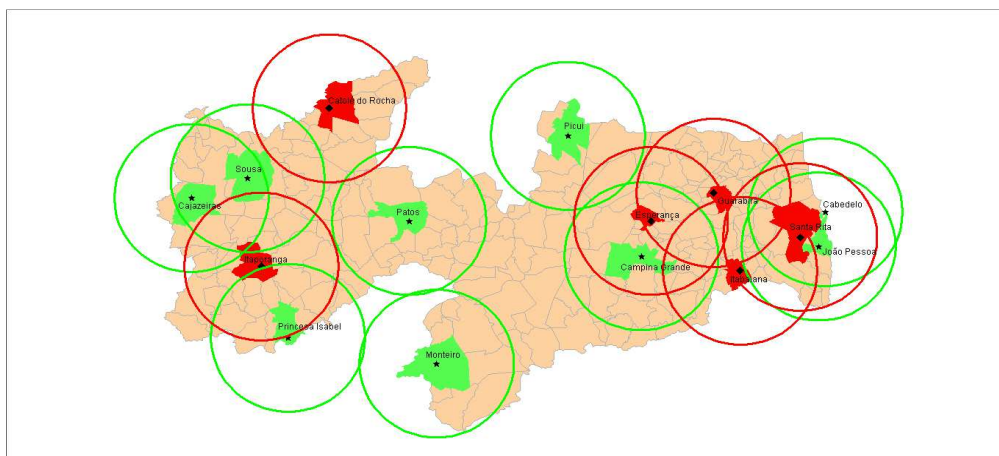 Catolé do Rocha
Picuí
Sousa
Cajazeiras
Guarabira
Esperança
Cabedelo
Patos
Santa Rita
João Pessoa
Itaporanga
Campina Grande
Itabaiana
Princesa Isabel
Monteiro